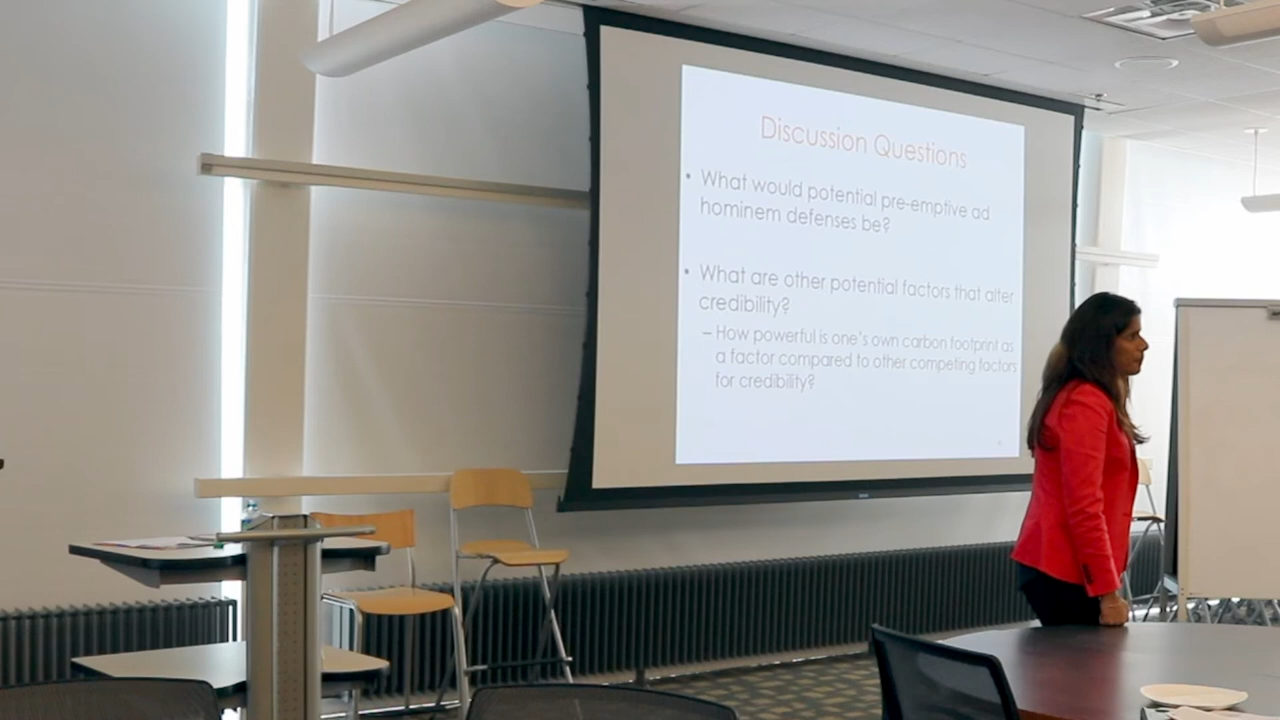 Discussion Questions
• What would potential pre-emptive ad
hominem defenses be?
• What are other potential factors that alter
credibility?
– How powerful is one's own carbon footprint as
a factor compared to other competing factors
for credibility?